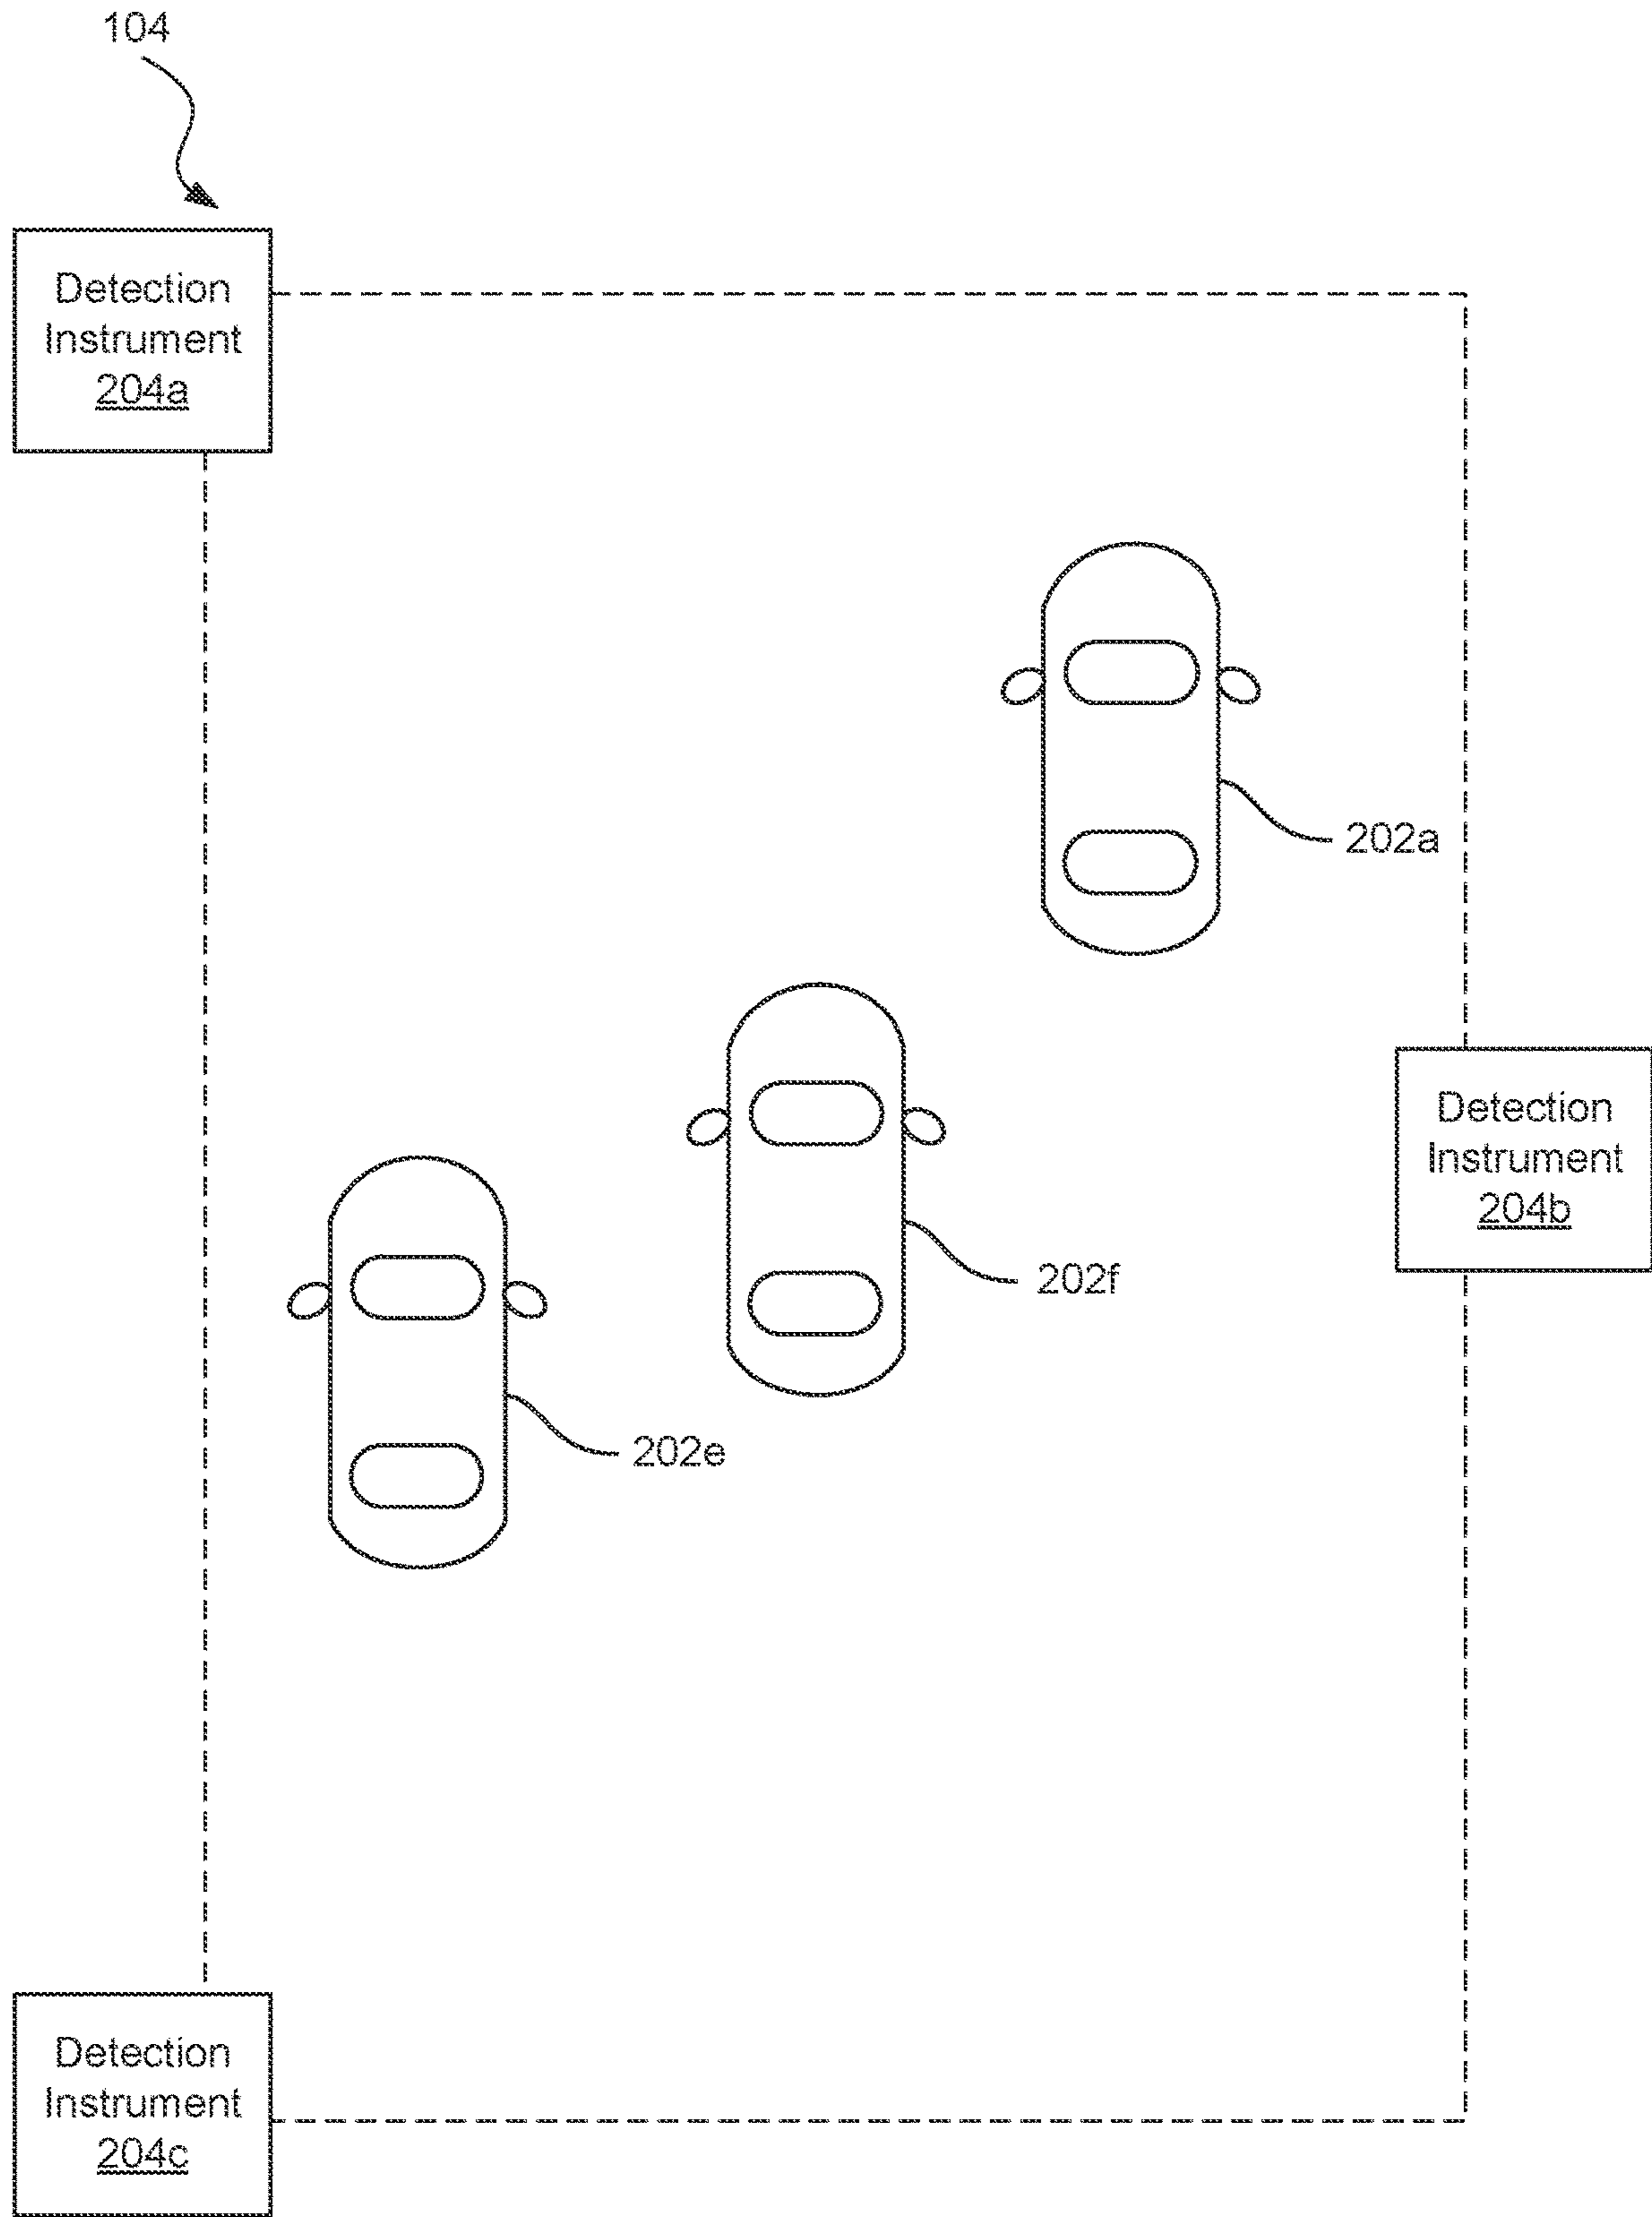 104
Detection
Instrument
204a
202a
Detection
Instrument
204b
202f
202e
Detection
Instrument
204c